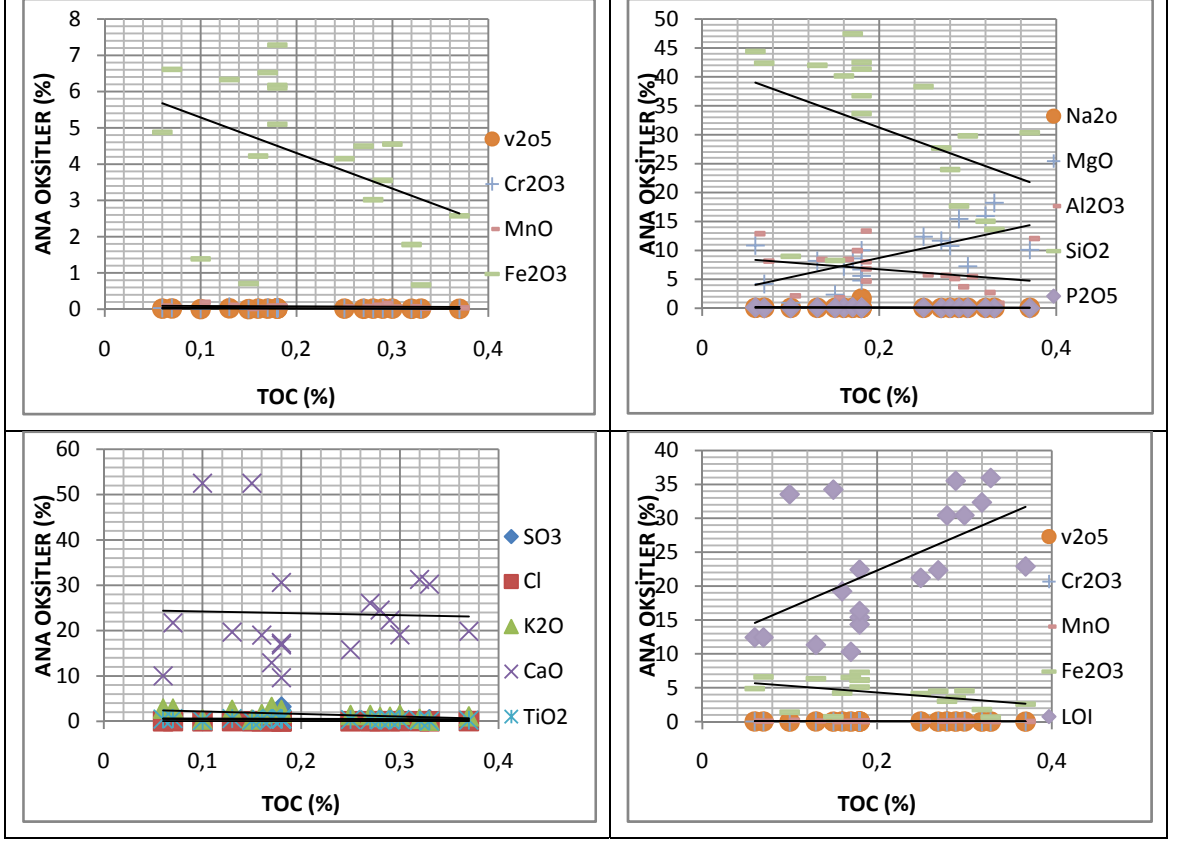 ANA OKSİTLER (%)
8
7
6
5
4
3
2
1
0
0 0,1 0,2 0,3 0,4
TOC (%)
v2o5
Cr2O3
MnO
Fe2O3
ANA OKSİTLER (%)
50
45
40
35
30
25
20
15
10
5
0
0 0,2 0,4
TOC (%)
Na2o
MgO
Al2O3
SiO2
P2O5
ANA OKSİTLER (%)
60
50
40
30
20
10
0
0 0,1 0,2 0,3 0,4
TOC (%)
SO3
Cl
K2O
CaO
TiO2
ANA OKSİTLER (%)
40
35
30
25
20
15
10
5
0
0 0,2 0,4
TOC (%)
v2o5
Cr2O3
MnO
Fe2O3
LOI